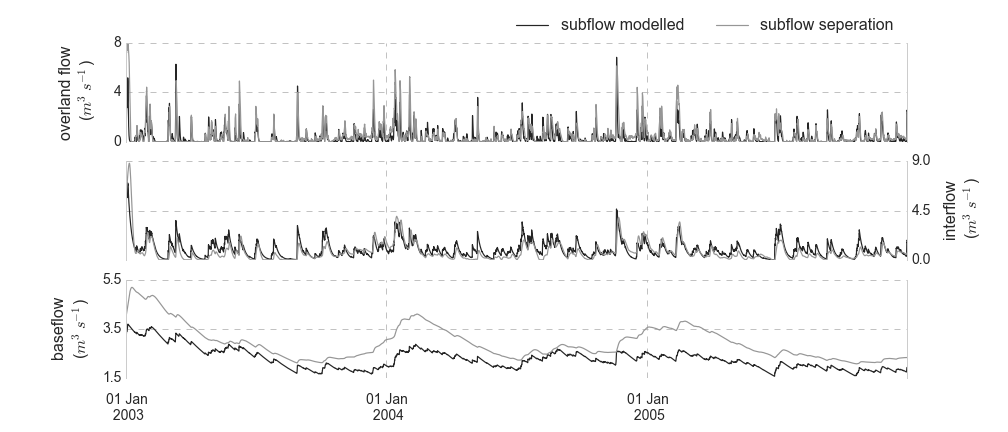 subflow modelled
subflow seperation
8
4
0
overland flow
(m³ s⁻¹)
9.0
4.5
0.0
interflow
(m³ s⁻¹)
5.5
3.5
1.5
baseflow
(m³ s⁻¹)
01 Jan
2003
01 Jan
2004
01 Jan
2005